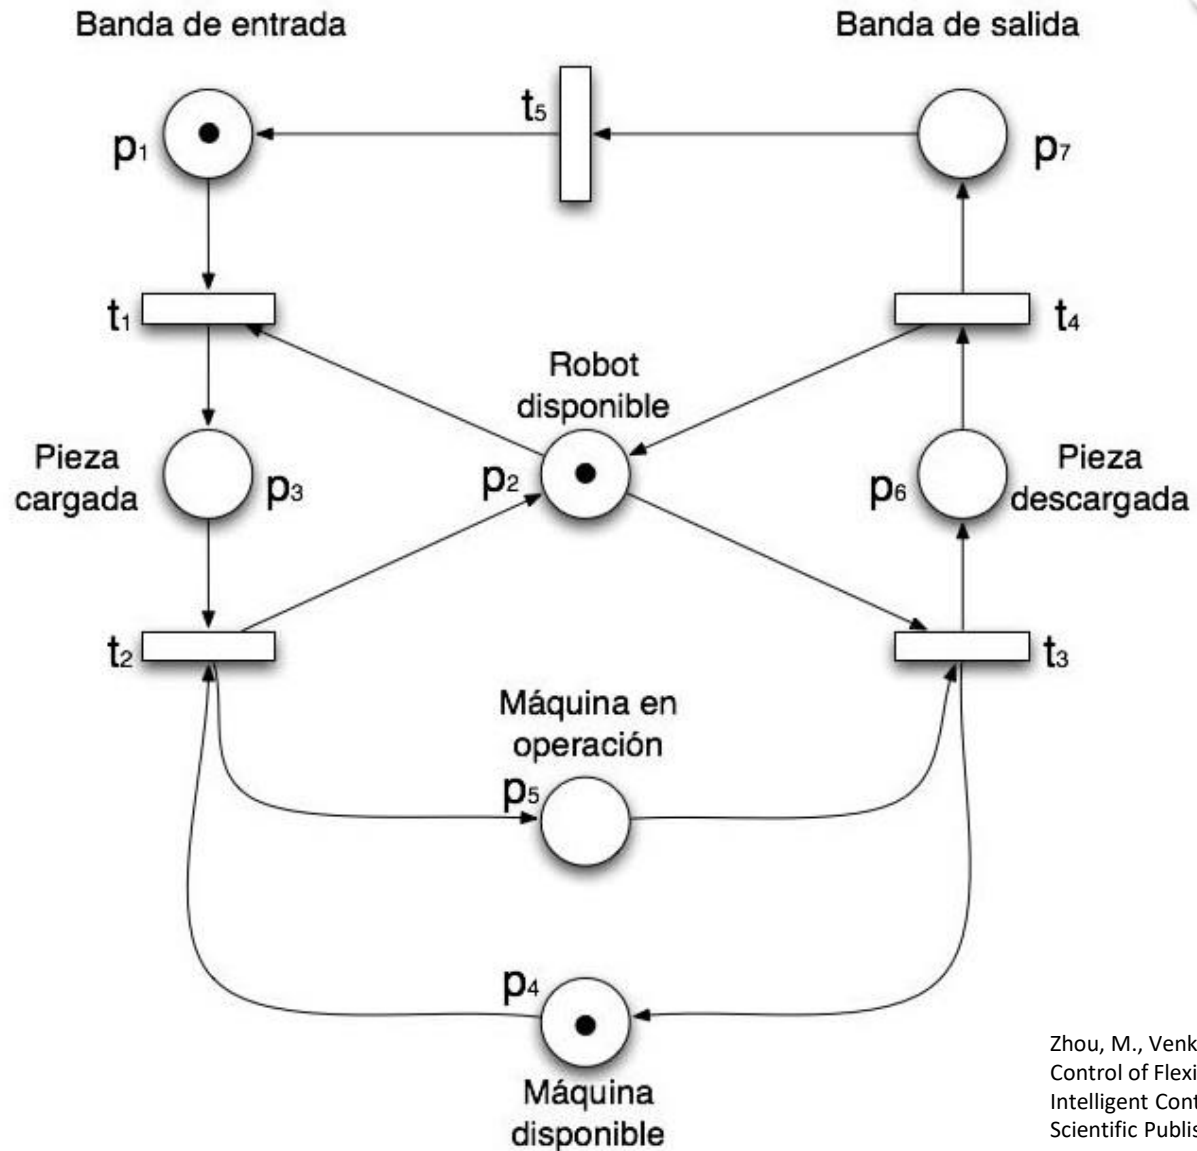 Banda de entrada
Banda de salida
t5
p1
p7
t1
t4
Robot
disponible
Pieza
cargada
p3
p2
p6
Pieza
descargada
t2
t3
Máquina en
operación
p5
p4
Máquina
disponible
Zhou, M., Venk
Control of Flexi
Intelligent Cont
Scientific Publis